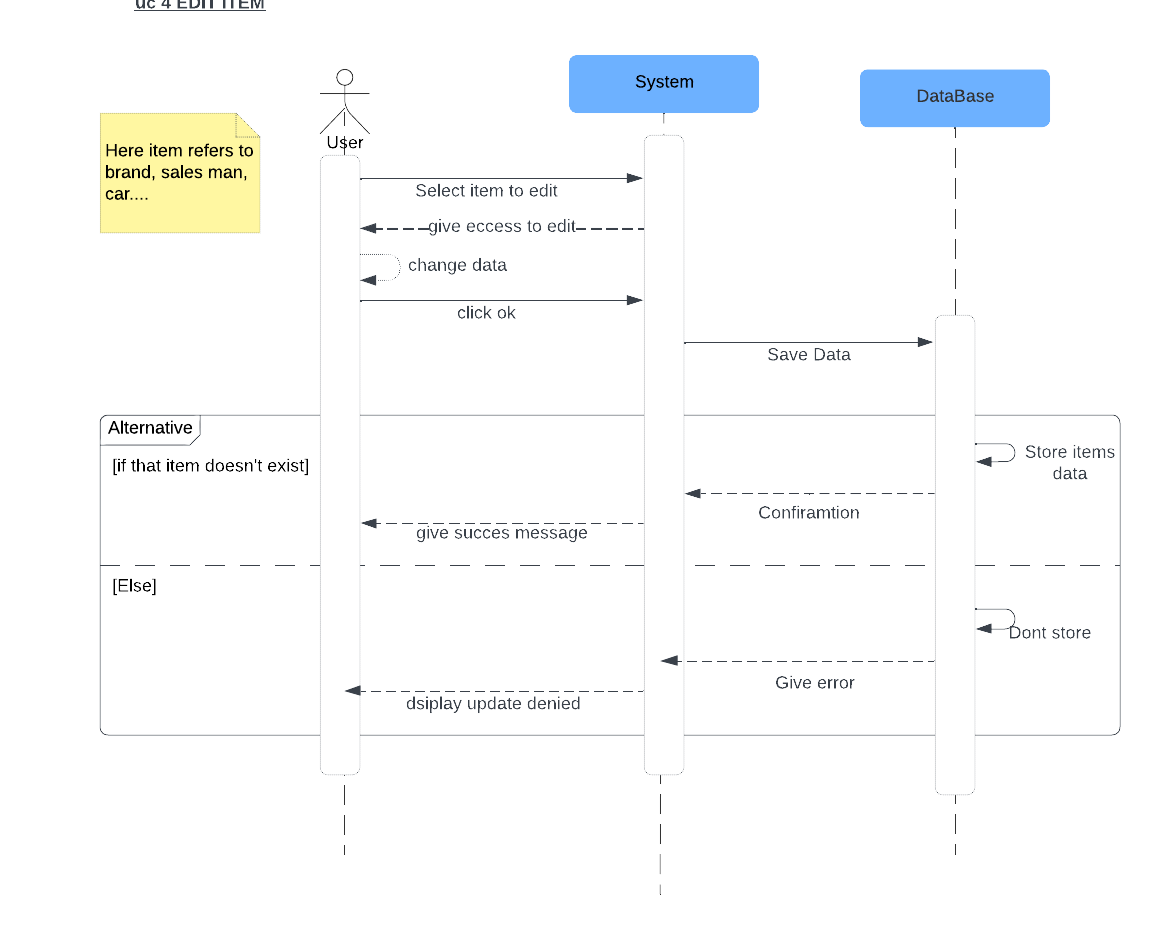 uc 4 EDIT ITEM
System
DataBase
User
Here item refers to
brand, sales man,
car....
Select item to edit
give eccess to edit
change data
click ok
Save Data
Alternative
[if that item doesn't exist]
Store items
data
Confiramtion
give succes message
[Else]
Dont store
Give error
dsiplay update denied